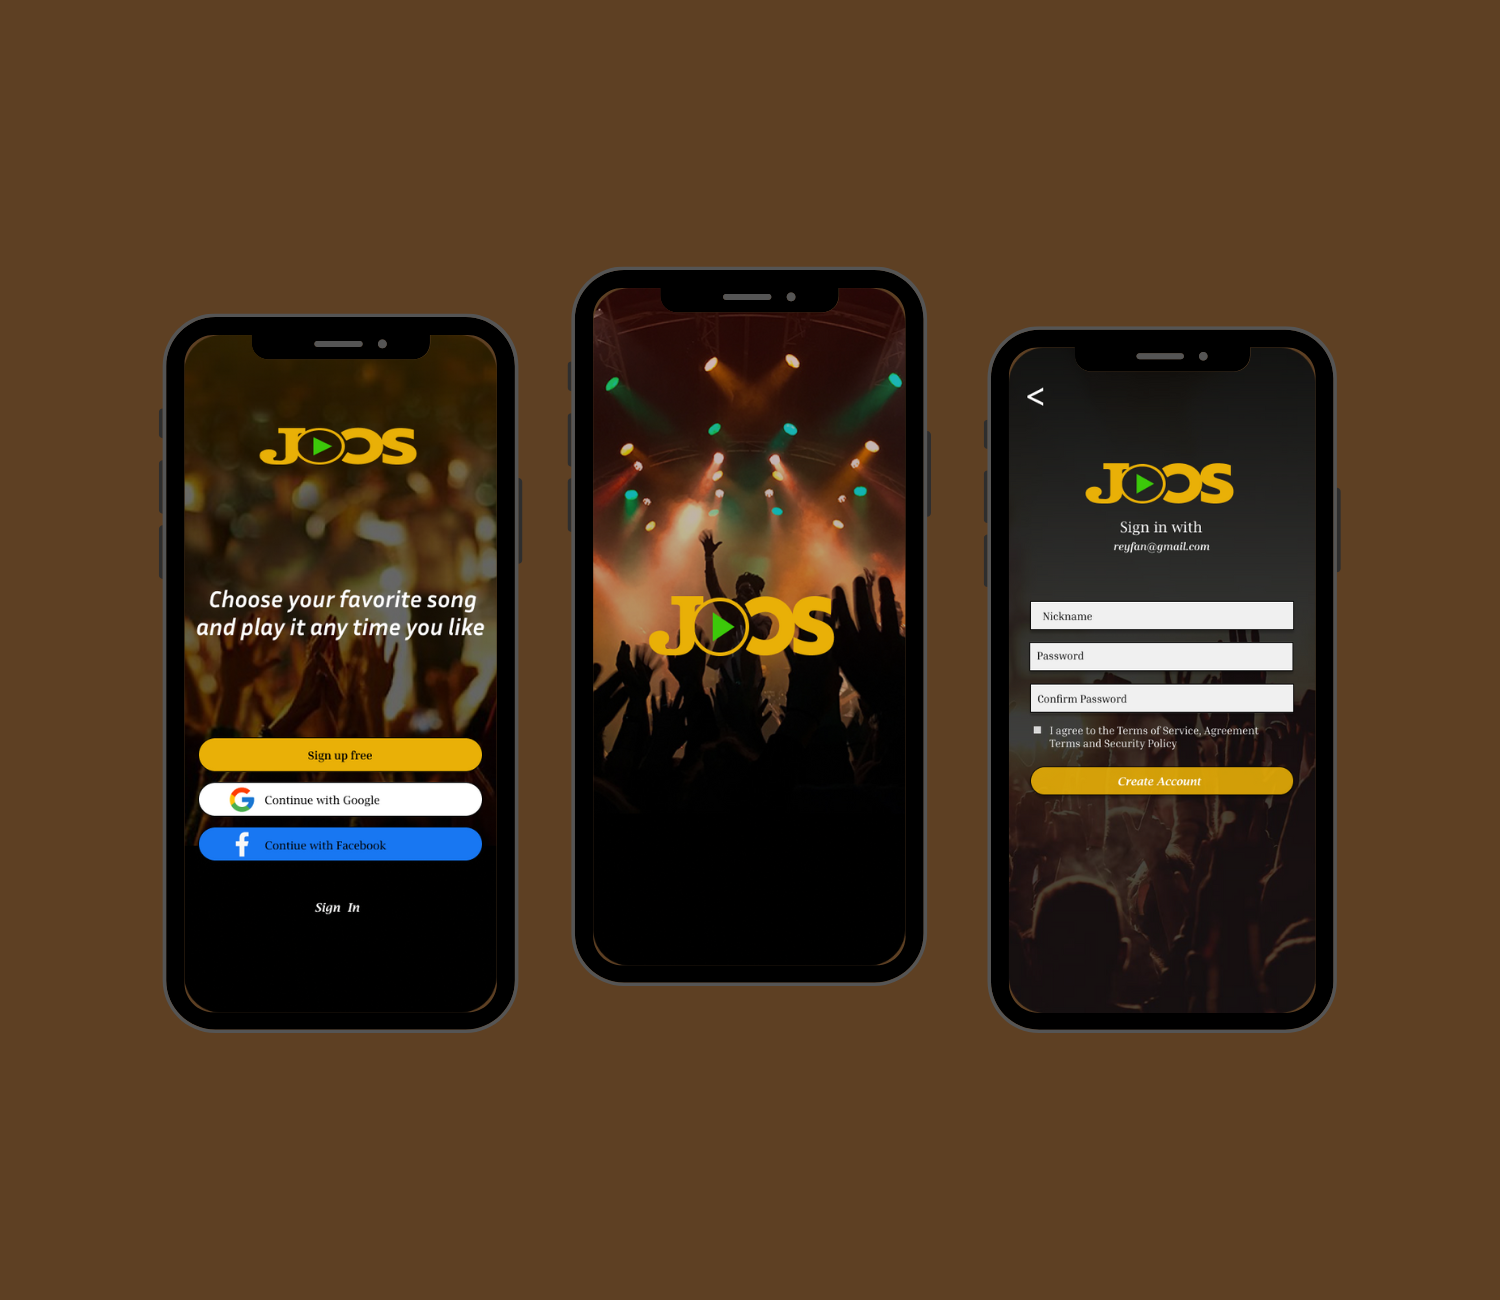 JOOS
Choose your favorite song
and play it any time you like
Sign up free
Continue with Google
Contiue with Facebook
Sign In
JOOS
<
JOOS
Sign in with
reyfan@gmail.com
Nickname
Password
Confirm Password
I agree to the Terms of Service, Agreement
Terms and Security Policy
Create Account